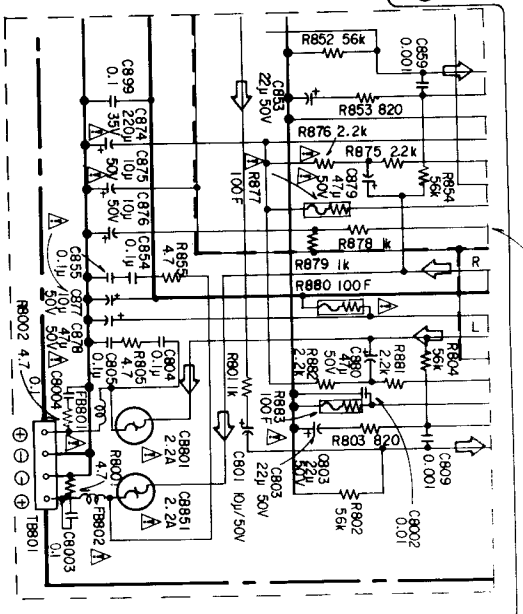 R852 56k
C859
0.001
C853
22μ 50V
R853 820
R876 2.2k
R875 2.2k
R854
56k
C899
0.1
C874
220μ
35V
C875
10μ
50V
C876
10μ
50V
R877
100F
C879
47μ
50V
R878 1k
R879 1k
R880 100F
R
L
R855
4.7
C854
0.1μ
C855
0.1μ
C877
10μ
50V
C878
47μ
50V
C804
0.1μ
R805
4.7
C805
0.1μ
R801 1k
C801 10μ/50V
R882
2.2k
C880
47μ
50V
R881
2.2k
R804
56k
R883
100F
C803
22μ 50V
C803
22μ
50V
R803 820
C809
0.001
R802
56k
C8002
0.01
R8002 4.7
0.1
C8004
FB801
CB801
2.2A
CB851
2.2A
R8001
4.7
FB802
C8003
0.1
TB801
⊕ ⊖ ⊖ ⊕